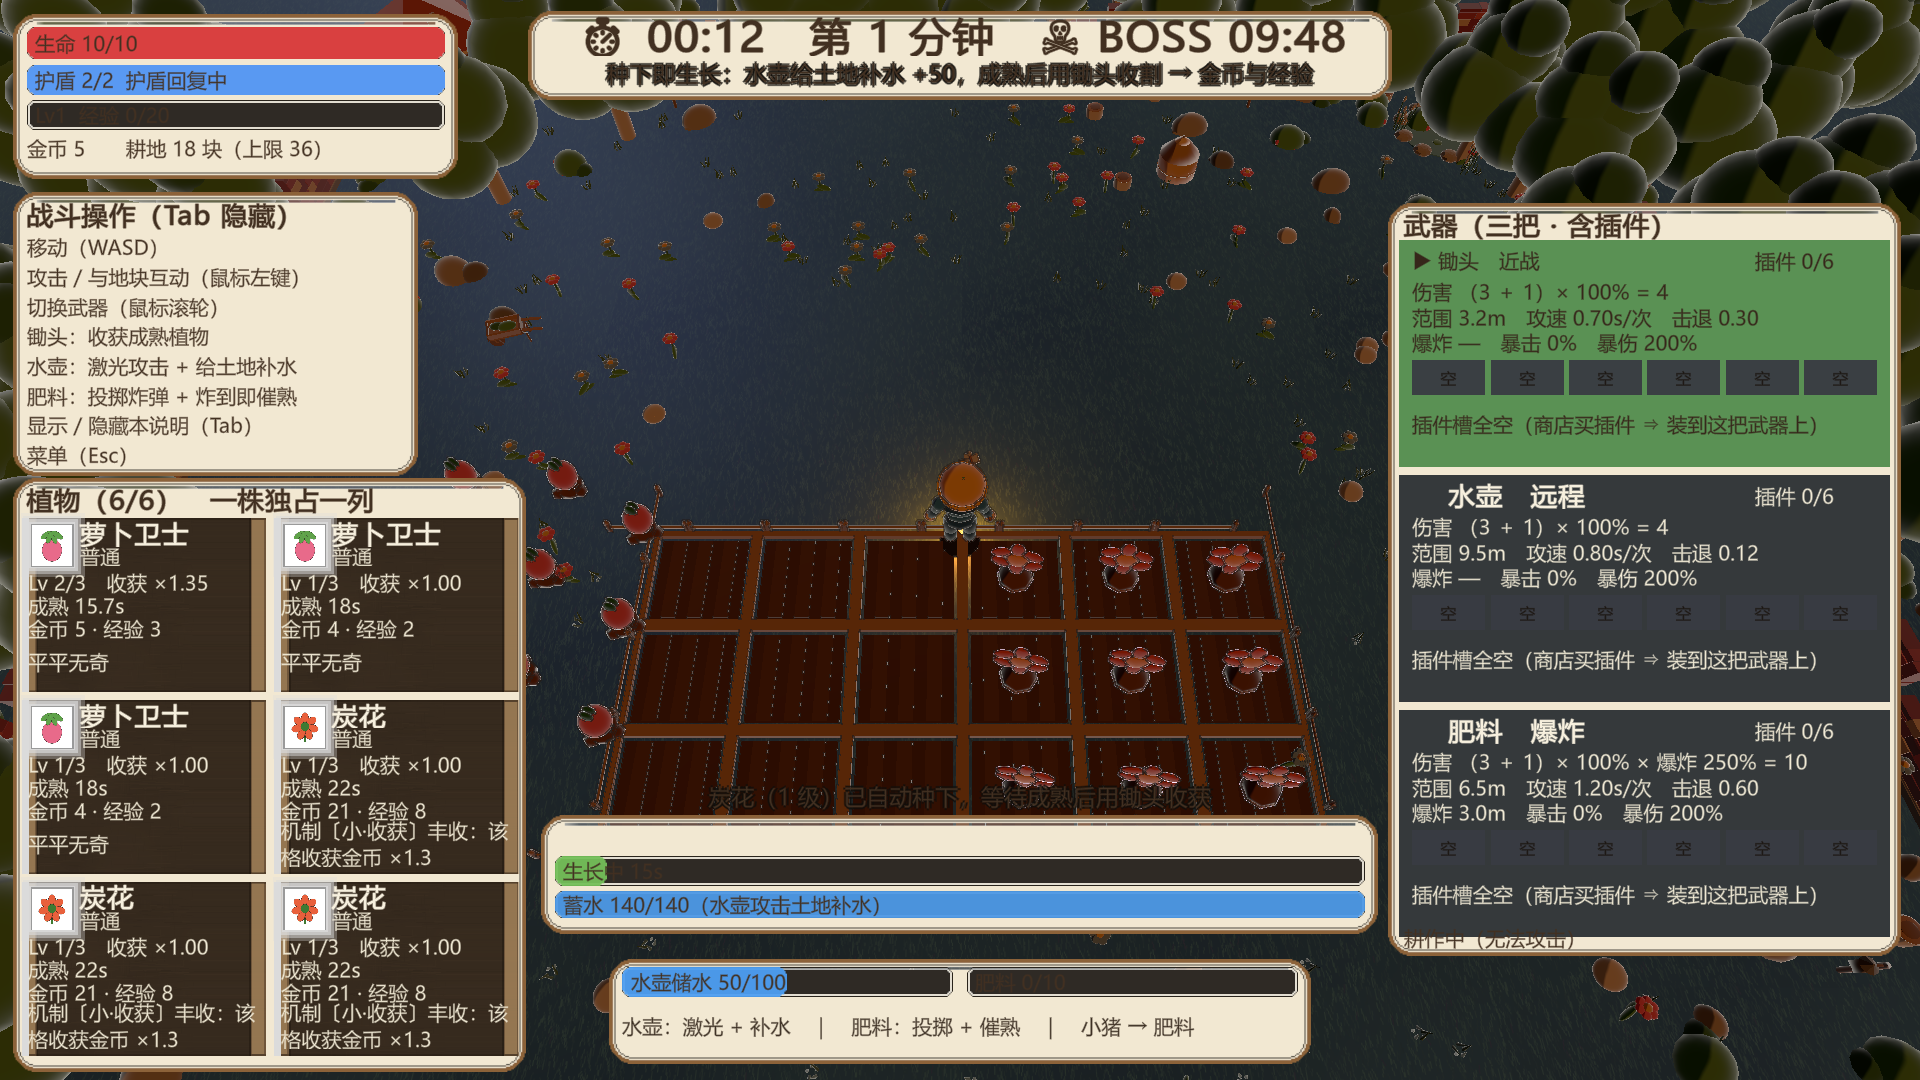 生命 10/10
护盾 2/2 护盾回复中
Lv1 经验 0/20
金币 5 耕地 18 块（上限 36）
00:12 第 1 分钟 BOSS 09:48
种下即生长：水壶给土地补水 +50，成熟后用锄头收割 → 金币与经验
战斗操作（Tab 隐藏）
移动（WASD）
攻击 / 与地块互动（鼠标左键）
切换武器（鼠标滚轮）
锄头：收获成熟植物
水壶：激光攻击 + 给土地补水
肥料：投掷炸弹 + 炸到即催熟
显示 / 隐藏本说明（Tab）
菜单（Esc）
植物（6/6） 一株独占一列
萝卜卫士
普通
Lv 2/3 收获 ×1.35
成熟 15.7s
金币 5 · 经验 3
平平无奇
萝卜卫士
普通
Lv 1/3 收获 ×1.00
成熟 18s
金币 4 · 经验 2
平平无奇
萝卜卫士
普通
Lv 1/3 收获 ×1.00
成熟 18s
金币 4 · 经验 2
平平无奇
炭花
普通
Lv 1/3 收获 ×1.00
成熟 22s
金币 21 · 经验 8
机制〔小·收获〕丰收：该
格收获金币 ×1.3
炭花
普通
Lv 1/3 收获 ×1.00
成熟 22s
金币 21 · 经验 8
机制〔小·收获〕丰收：该
格收获金币 ×1.3
炭花
普通
Lv 1/3 收获 ×1.00
成熟 22s
金币 21 · 经验 8
机制〔小·收获〕丰收：该
格收获金币 ×1.3
炭花（1 级）已自动种下，等待成熟后用锄头收获
生长中 15s
蓄水 140/140（水壶攻击土地补水）
水壶储水 50/100 肥料 0/10
水壶：激光 + 补水 | 肥料：投掷 + 催熟 | 小猪 → 肥料
武器（三把 · 含插件）
▶ 锄头 近战 插件 0/6
伤害 （3 + 1）× 100% = 4
范围 3.2m 攻速 0.70s/次 击退 0.30
爆炸 — 暴击 0% 暴伤 200%
空 空 空 空 空 空
插件槽全空（商店买插件 ⇒ 装到这把武器上）
水壶 远程 插件 0/6
伤害 （3 + 1）× 100% = 4
范围 9.5m 攻速 0.80s/次 击退 0.12
爆炸 — 暴击 0% 暴伤 200%
空 空 空 空 空 空
插件槽全空（商店买插件 ⇒ 装到这把武器上）
肥料 爆炸 插件 0/6
伤害 （3 + 1）× 100% × 爆炸 250% = 10
范围 6.5m 攻速 1.20s/次 击退 0.60
爆炸 3.0m 暴击 0% 暴伤 200%
空 空 空 空 空 空
插件槽全空（商店买插件 ⇒ 装到这把武器上）
耕作中（无法攻击）